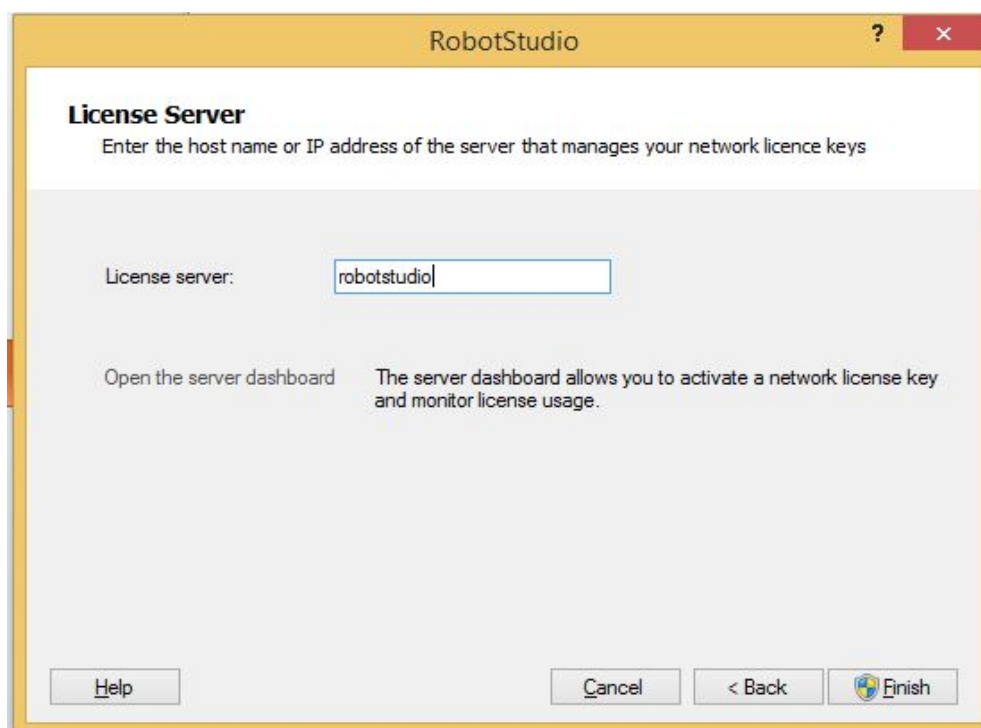 RobotStudio
?
License Server
Enter the host name or IP address of the server that manages your network licence keys
License server:
robotstudio
Open the server dashboard
The server dashboard allows you to activate a network license key
and monitor license usage.
Help
Cancel
< Back
Finish